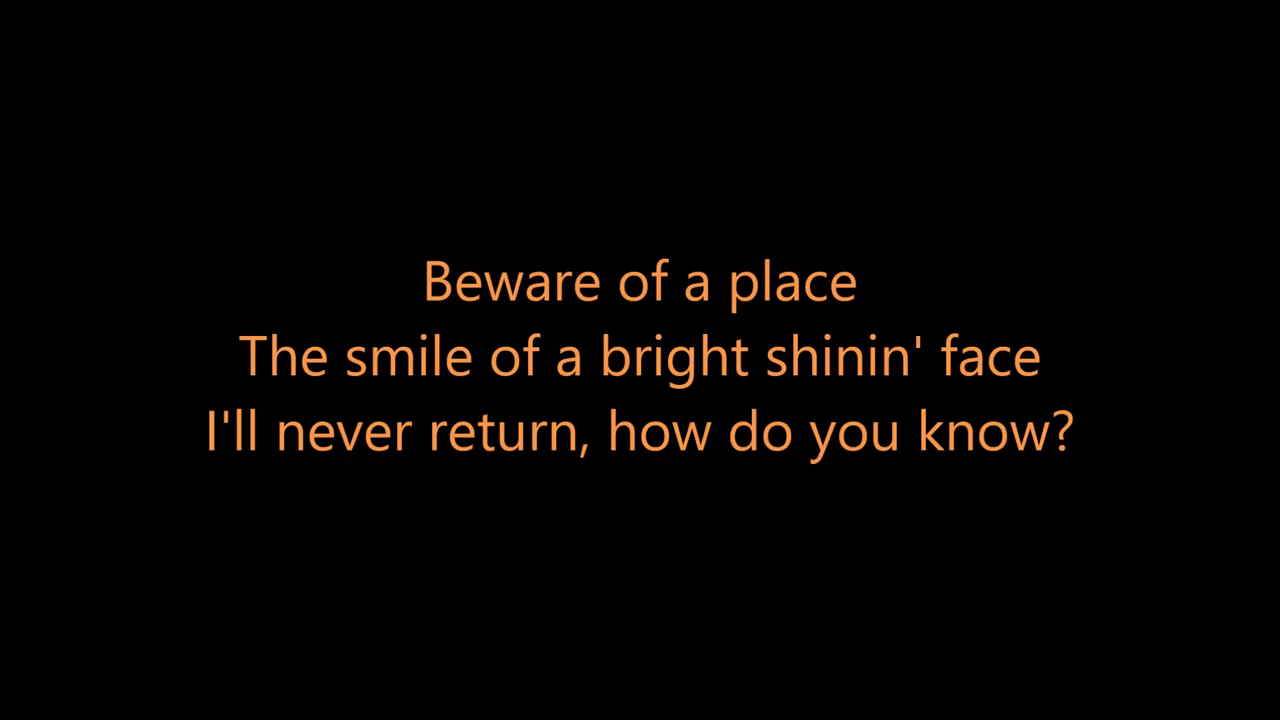 Beware of a place
The smile of a bright shinin' face
I'll never return, how do you know?